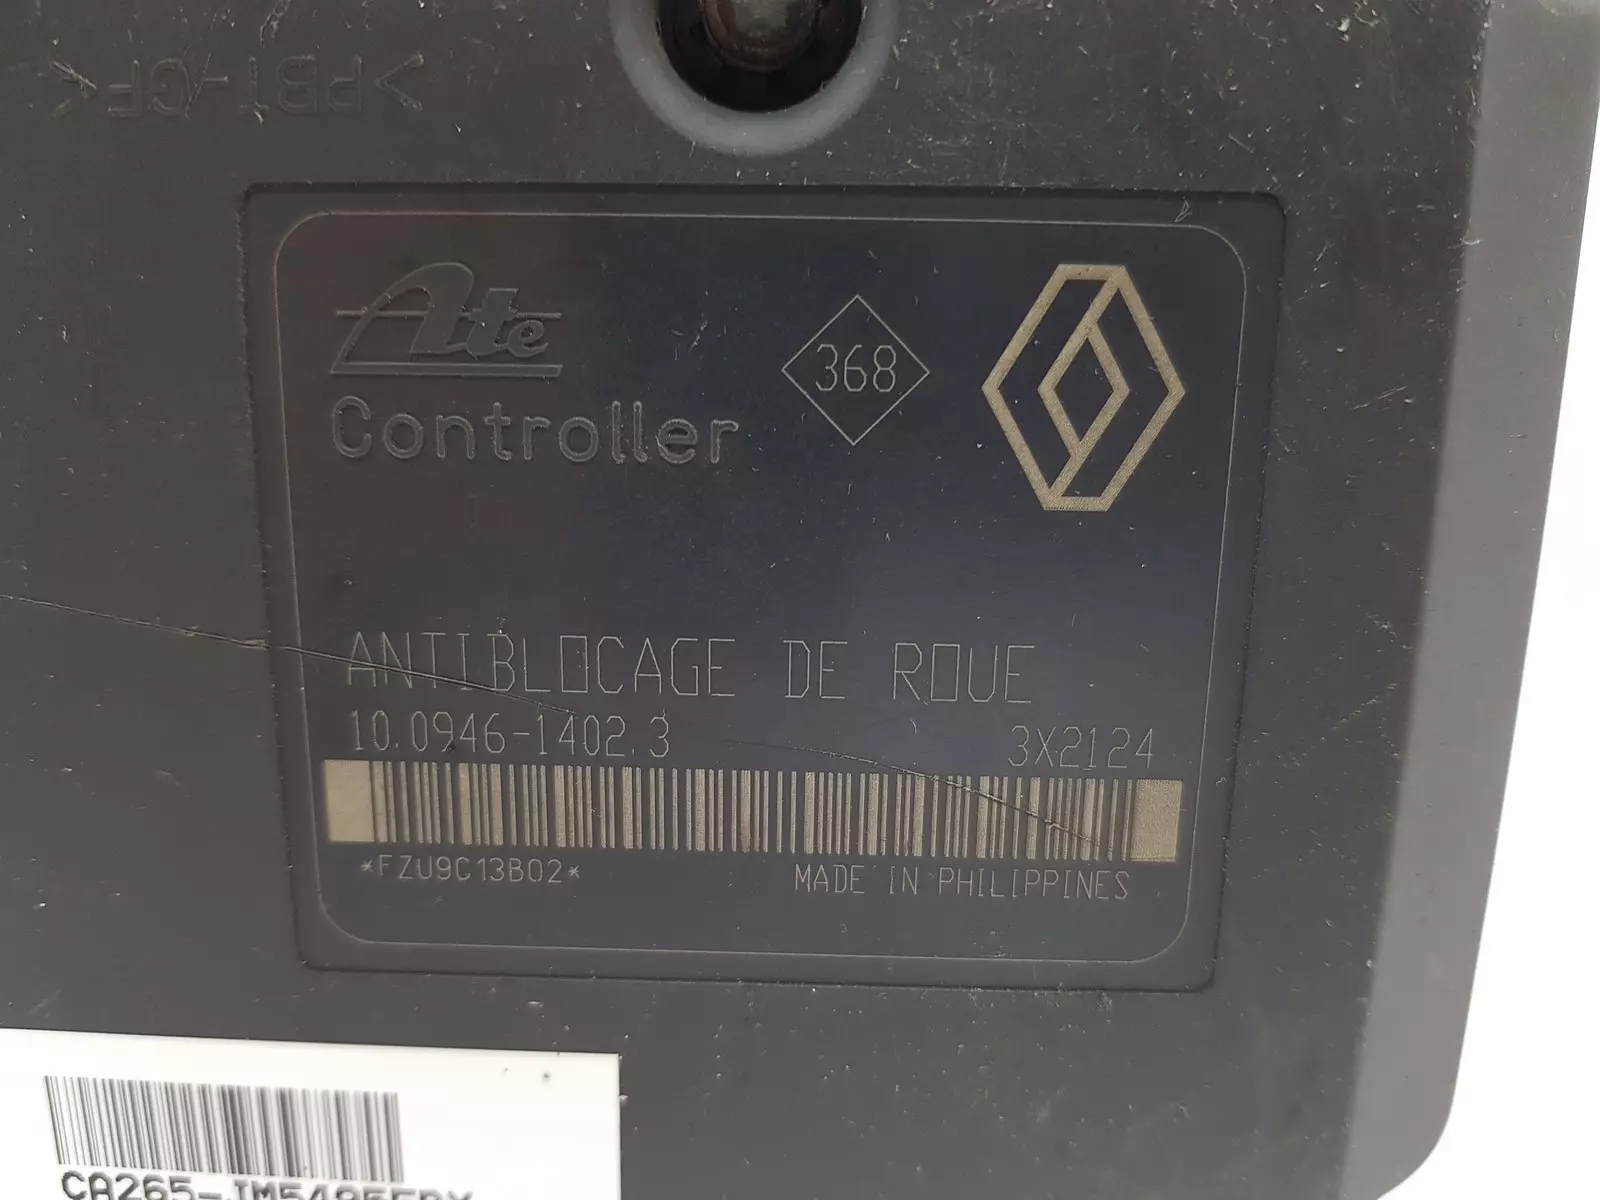 >PBT-GF<
Ate
368
Controller
ANTIBLOCAGE DE ROUE
10.0946-1402.3 3X2124
*FZU9C13B02*
MADE IN PHILIPPINES